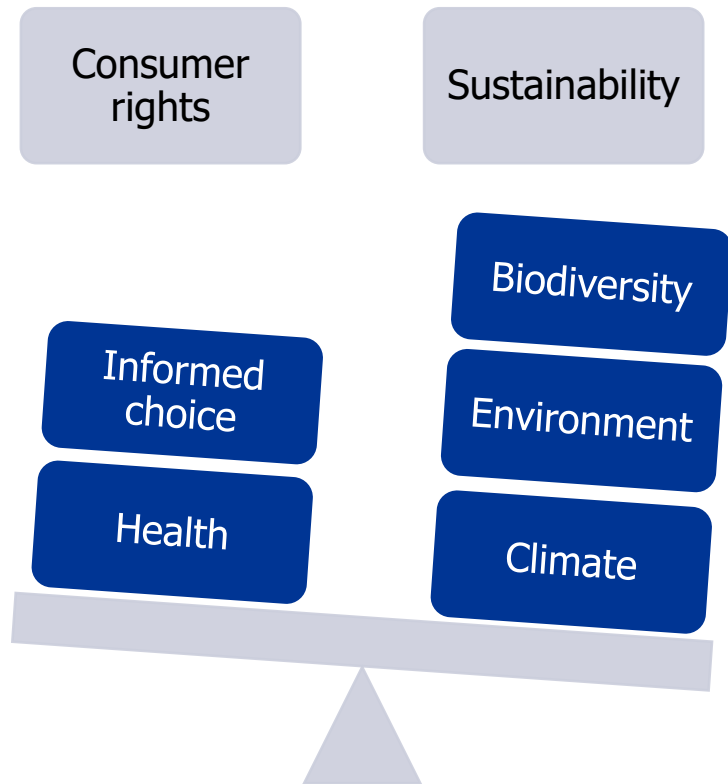 Consumer
rights
Sustainability
Informed
choice
Health
Biodiversity
Environment
Climate